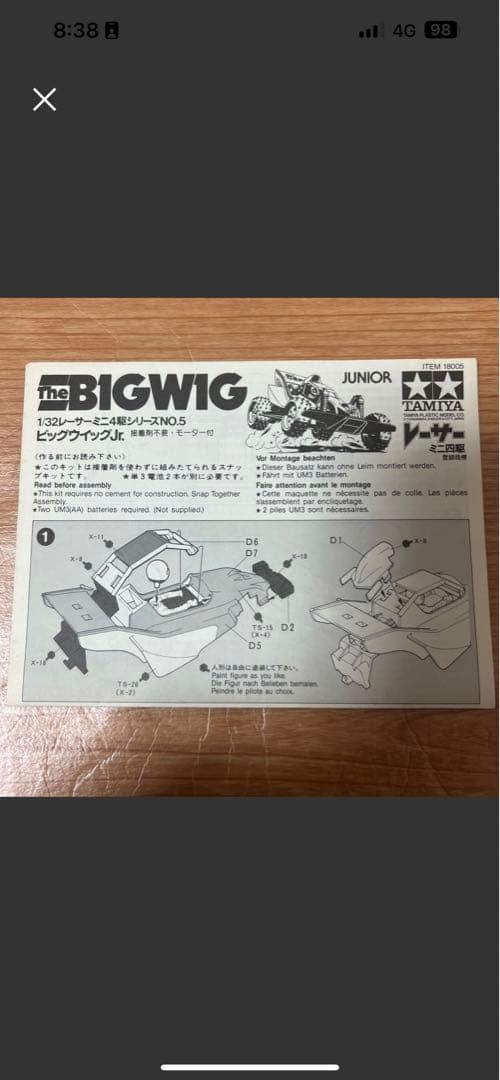 8:38
4G 98
The BIGWIG
JUNIOR
ITEM 18005
TAMIYA
TAMIYA PLASTIC MODEL CO.
レーサー
ミニ四駆
登録商標
1/32レーサーミニ4駆シリーズNO.5
ビッグウイッグJr. 接着剤不要・モーター付
〈作る前にお読み下さい〉
★このキットは接着剤を使わずに組みたてられるスナップキットです。 ★単3電池2本が別に必要です。
Read before assembly
★This kit requires no cement for construction. Snap Together
Assembly.
★Two UM3(AA) batteries required. (Not supplied.)
Vor Montage beachten
★Dieser Bausatz kann ohne Leim montiert werden.
★Fährt mit UM3 Batterien.
Faire attention avant le montage
★Cette maquette ne nécessite pas de colle. Les pièces
s'assemblent par encliquetage.
★2 piles UM3 sont nécessaires.
1
X-11
X-8
D6
D7
X-18
TS-15
(X-4)
D2
D5
X-18
TS-26
(X-2)
D1
X-8
人形は自由に塗装して下さい。
Paint figure as you like.
Die Figur nach Belieben bemalen.
Peindre le pilote au choix.